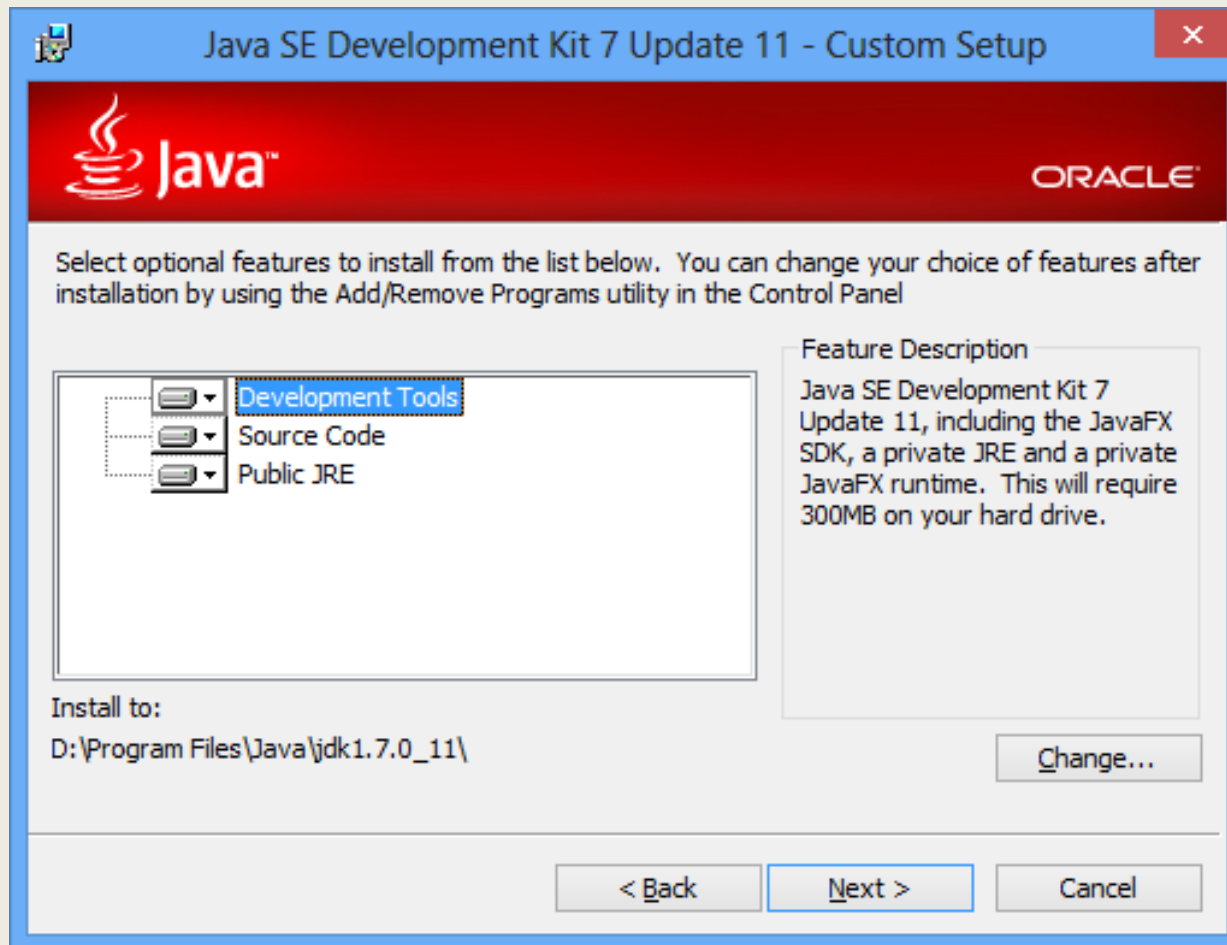 Java SE Development Kit 7 Update 11 - Custom Setup
Java™
ORACLE
Select optional features to install from the list below.  You can change your choice of features after
installation by using the Add/Remove Programs utility in the Control Panel
Development Tools
Source Code
Public JRE
Feature Description
Java SE Development Kit 7
Update 11, including the JavaFX
SDK, a private JRE and a private
JavaFX runtime.  This will require
300MB on your hard drive.
Install to:
D:\Program Files\Java\jdk1.7.0_11\
Change...
< Back
Next >
Cancel